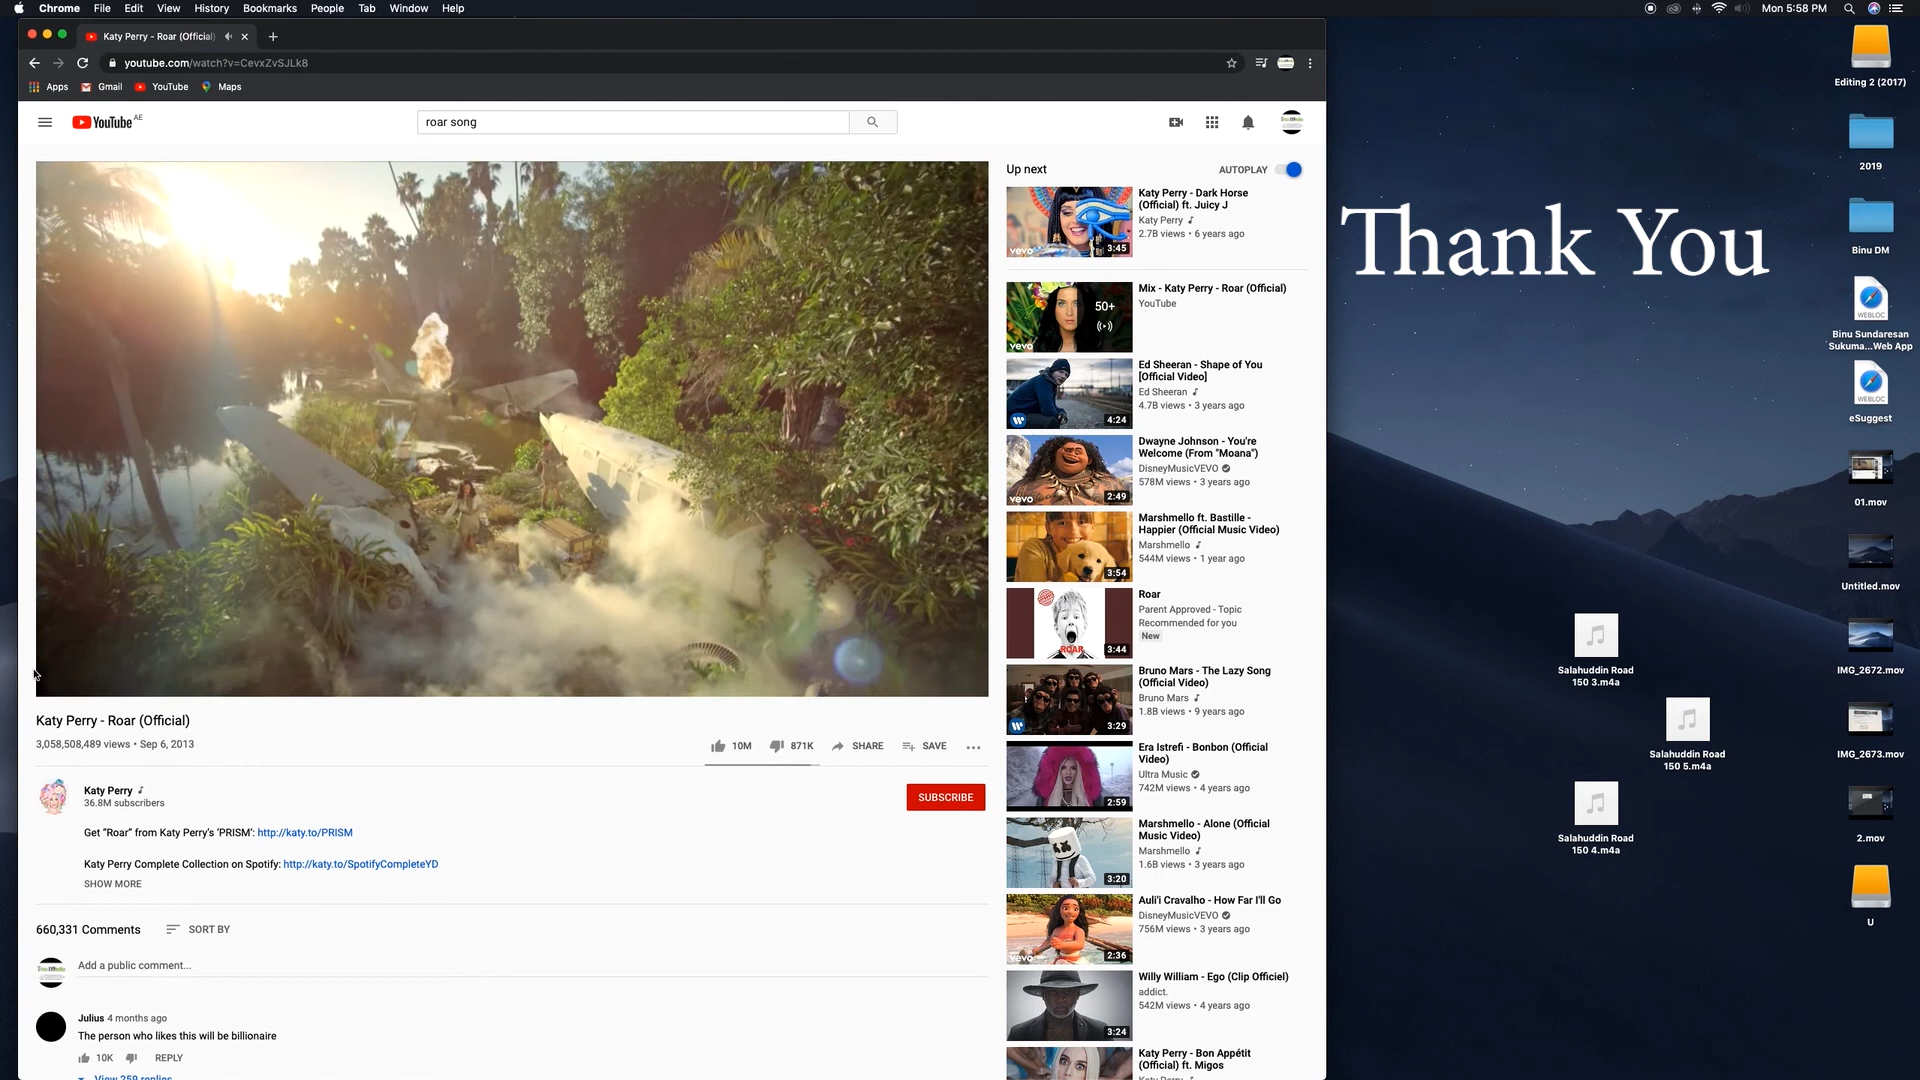 Chrome File Edit View History Bookmarks People Tab Window Help
Mon 5:58 PM
Katy Perry - Roar (Official)
youtube.com/watch?v=CevxZvSJLk8
Apps Gmail YouTube Maps
YouTube AE
roar song
Up next
AUTOPLAY
Katy Perry - Dark Horse
(Official) ft. Juicy J
Katy Perry
2.7B views • 6 years ago
vevo
3:45
Mix - Katy Perry - Roar (Official)
YouTube
50+
vevo
Ed Sheeran - Shape of You
[Official Video]
Ed Sheeran
4.7B views • 3 years ago
4:24
Dwayne Johnson - You're
Welcome (From "Moana")
DisneyMusicVEVO
578M views • 3 years ago
vevo
2:49
Marshmello ft. Bastille -
Happier (Official Music Video)
Marshmello
544M views • 1 year ago
3:54
Roar
Parent Approved - Topic
Recommended for you
New
ROAR
3:44
Bruno Mars - The Lazy Song
(Official Video)
Bruno Mars
1.8B views • 9 years ago
3:29
Era Istrefi - Bonbon (Official
Video)
Ultra Music
742M views • 4 years ago
2:59
Marshmello - Alone (Official
Music Video)
Marshmello
1.6B views • 3 years ago
3:20
Auli'i Cravalho - How Far I'll Go
DisneyMusicVEVO
756M views • 3 years ago
vevo
2:36
Willy William - Ego (Clip Officiel)
addict.
542M views • 4 years ago
3:24
Katy Perry - Bon Appétit
(Official) ft. Migos
Katy Perry - Roar (Official)
3,058,508,489 views • Sep 6, 2013
10M 871K SHARE SAVE
Katy Perry
36.8M subscribers
SUBSCRIBE
Get “Roar” from Katy Perry’s ‘PRISM’: http://katy.to/PRISM
Katy Perry Complete Collection on Spotify: http://katy.to/SpotifyCompleteYD
SHOW MORE
660,331 Comments
SORT BY
Add a public comment...
Julius 4 months ago
The person who likes this will be billionaire
10K REPLY
View 259 replies
Thank You
Editing 2 (2017)
2019
Binu DM
WEBLOC
Binu Sundaresan
Sukuma...Web App
WEBLOC
eSuggest
01.mov
Untitled.mov
IMG_2672.mov
IMG_2673.mov
2.mov
U
Salahuddin Road
150 3.m4a
Salahuddin Road
150 5.m4a
Salahuddin Road
150 4.m4a